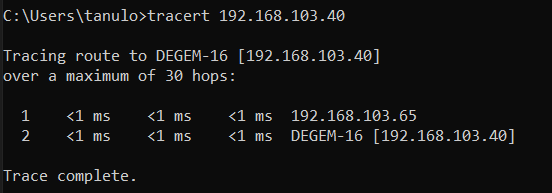 C:\Users\tanulo>tracert 192.168.103.40
Tracing route to DEGEM-16 [192.168.103.40]
over a maximum of 30 hops:
1 <1 ms <1 ms <1 ms 192.168.103.65
2 <1 ms <1 ms <1 ms DEGEM-16 [192.168.103.40]
Trace complete.